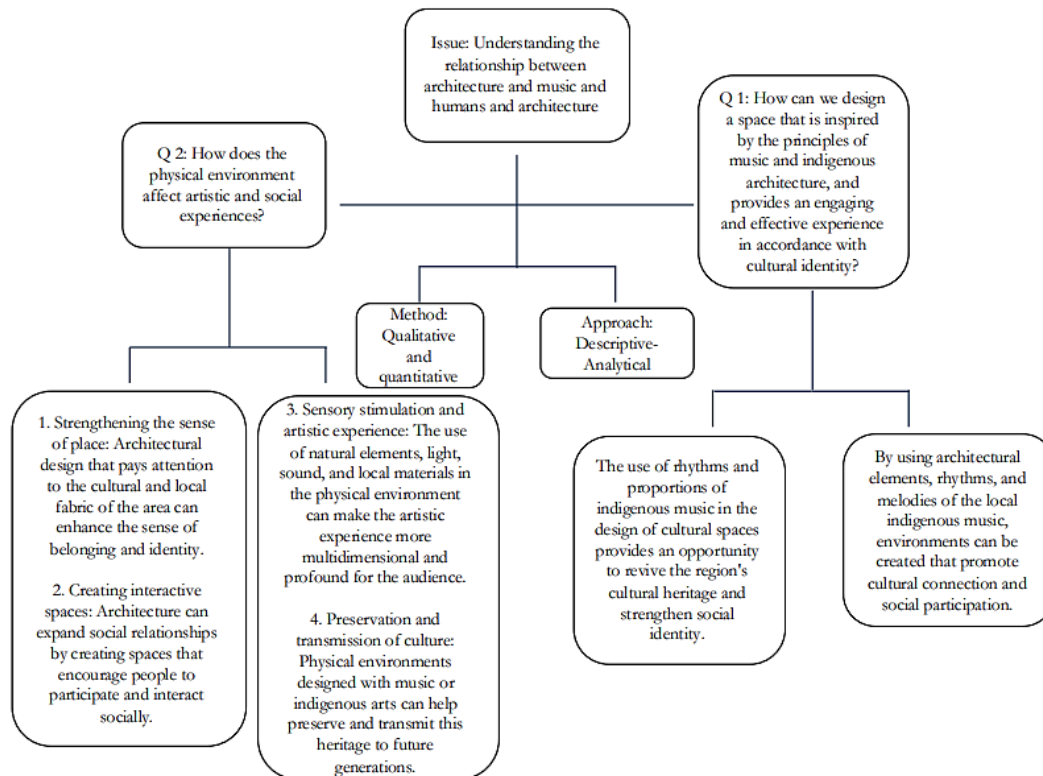 Issue: Understanding the
relationship between
architecture and music and
humans and architecture
Q 1: How can we design
a space that is inspired
by the principles of
music and indigenous
architecture, and
provides an engaging
and effective experience
in accordance with
cultural identity?
Q 2: How does the
physical environment
affect artistic and social
experiences?
Method:
Qualitative
and
quantitative
Approach:
Descriptive-
Analytical
1. Strengthening the sense
of place: Architectural
design that pays attention
to the cultural and local
fabric of the area can
enhance the sense of
belonging and identity.
2. Creating interactive
spaces: Architecture can
expand social relationships
by creating spaces that
encourage people to
participate and interact
socially.
3. Sensory stimulation and
artistic experience: The use
of natural elements, light,
sound, and local materials in
the physical environment
can make the artistic
experience more
multidimensional and
profound for the audience.
4. Preservation and
transmission of culture:
Physical environments
designed with music or
indigenous arts can help
preserve and transmit this
heritage to future
generations.
The use of rhythms and
proportions of
indigenous music in the
design of cultural spaces
provides an opportunity
to revive the region's
cultural heritage and
strengthen social
identity.
By using architectural
elements, rhythms, and
melodies of the local
indigenous music,
environments can be
created that promote
cultural connection and
social participation.